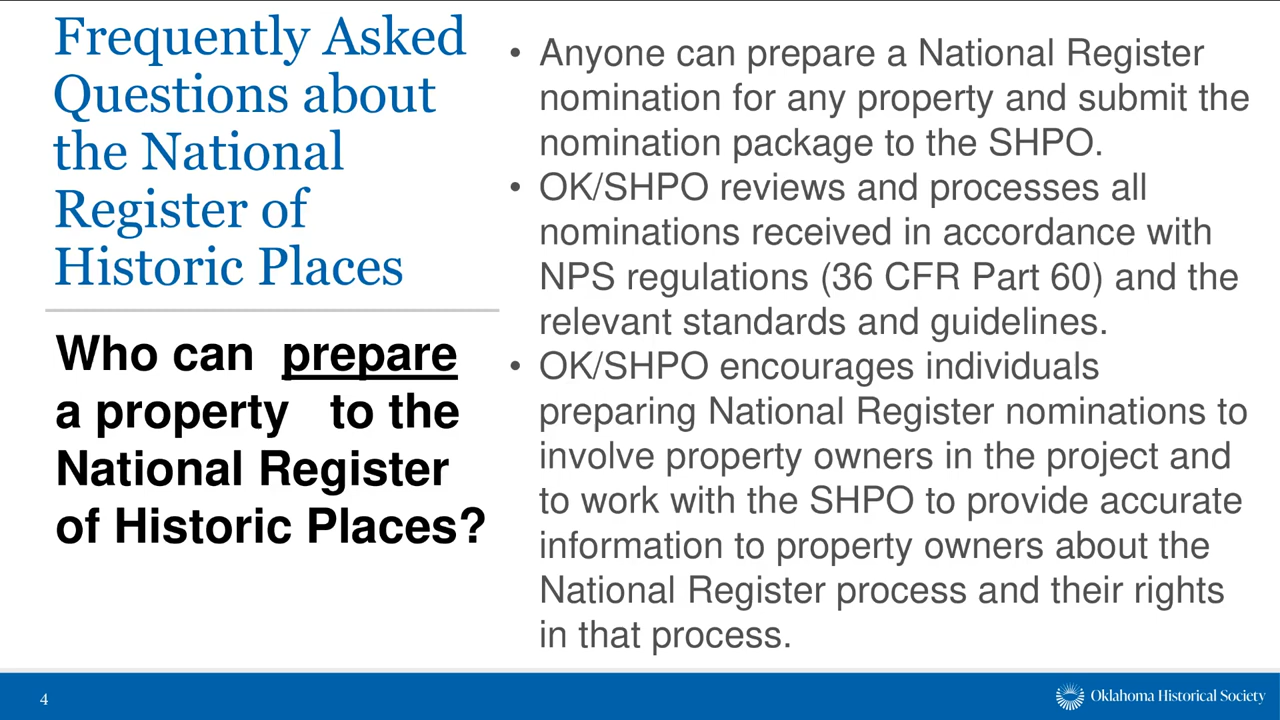 Frequently Asked
Questions about
the National
Register of
Historic Places
Who can prepare
a property to the
National Register
of Historic Places?
• Anyone can prepare a National Register
nomination for any property and submit the
nomination package to the SHPO.
• OK/SHPO reviews and processes all
nominations received in accordance with
NPS regulations (36 CFR Part 60) and the
relevant standards and guidelines.
• OK/SHPO encourages individuals
preparing National Register nominations to
involve property owners in the project and
to work with the SHPO to provide accurate
information to property owners about the
National Register process and their rights
in that process.
4
Oklahoma Historical Society